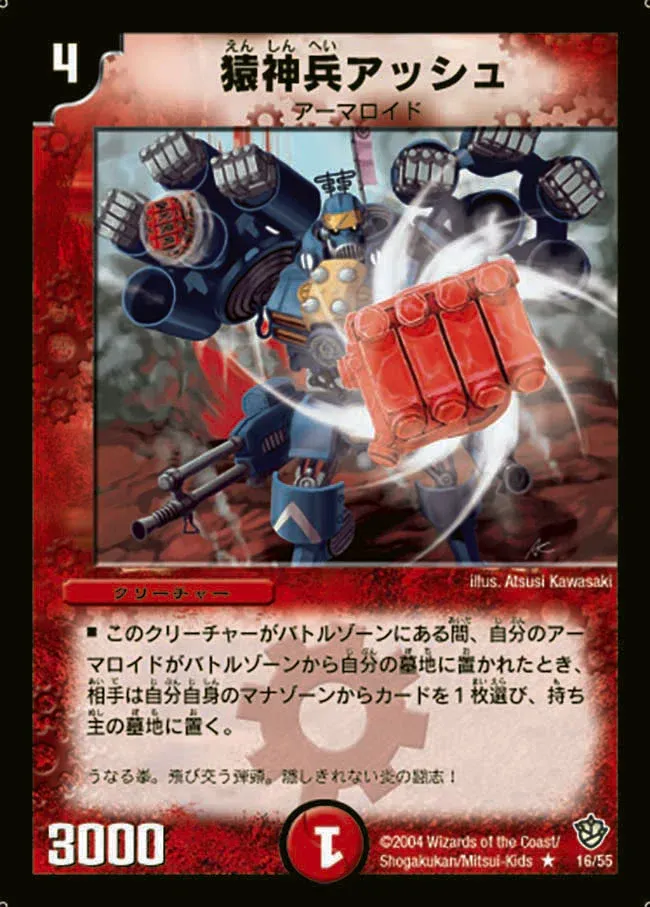 4
えんしんへい
猿神兵アッシュ
アーマロイド
illus. Atsusi Kawasaki
クリーチャー
■ このクリーチャーがバトルゾーンにある間、自分のアー
マロイドがバトルゾーンから自分の墓地に置かれたとき、
相手は自分自身のマナゾーンからカードを1枚選び、持ち
主の墓地に置く。
うなる拳。飛び交う弾頭。隠しきれない炎の闘志！
3000
1
©2004 Wizards of the Coast/
Shogakukan/Mitsui-Kids ★ 16/55